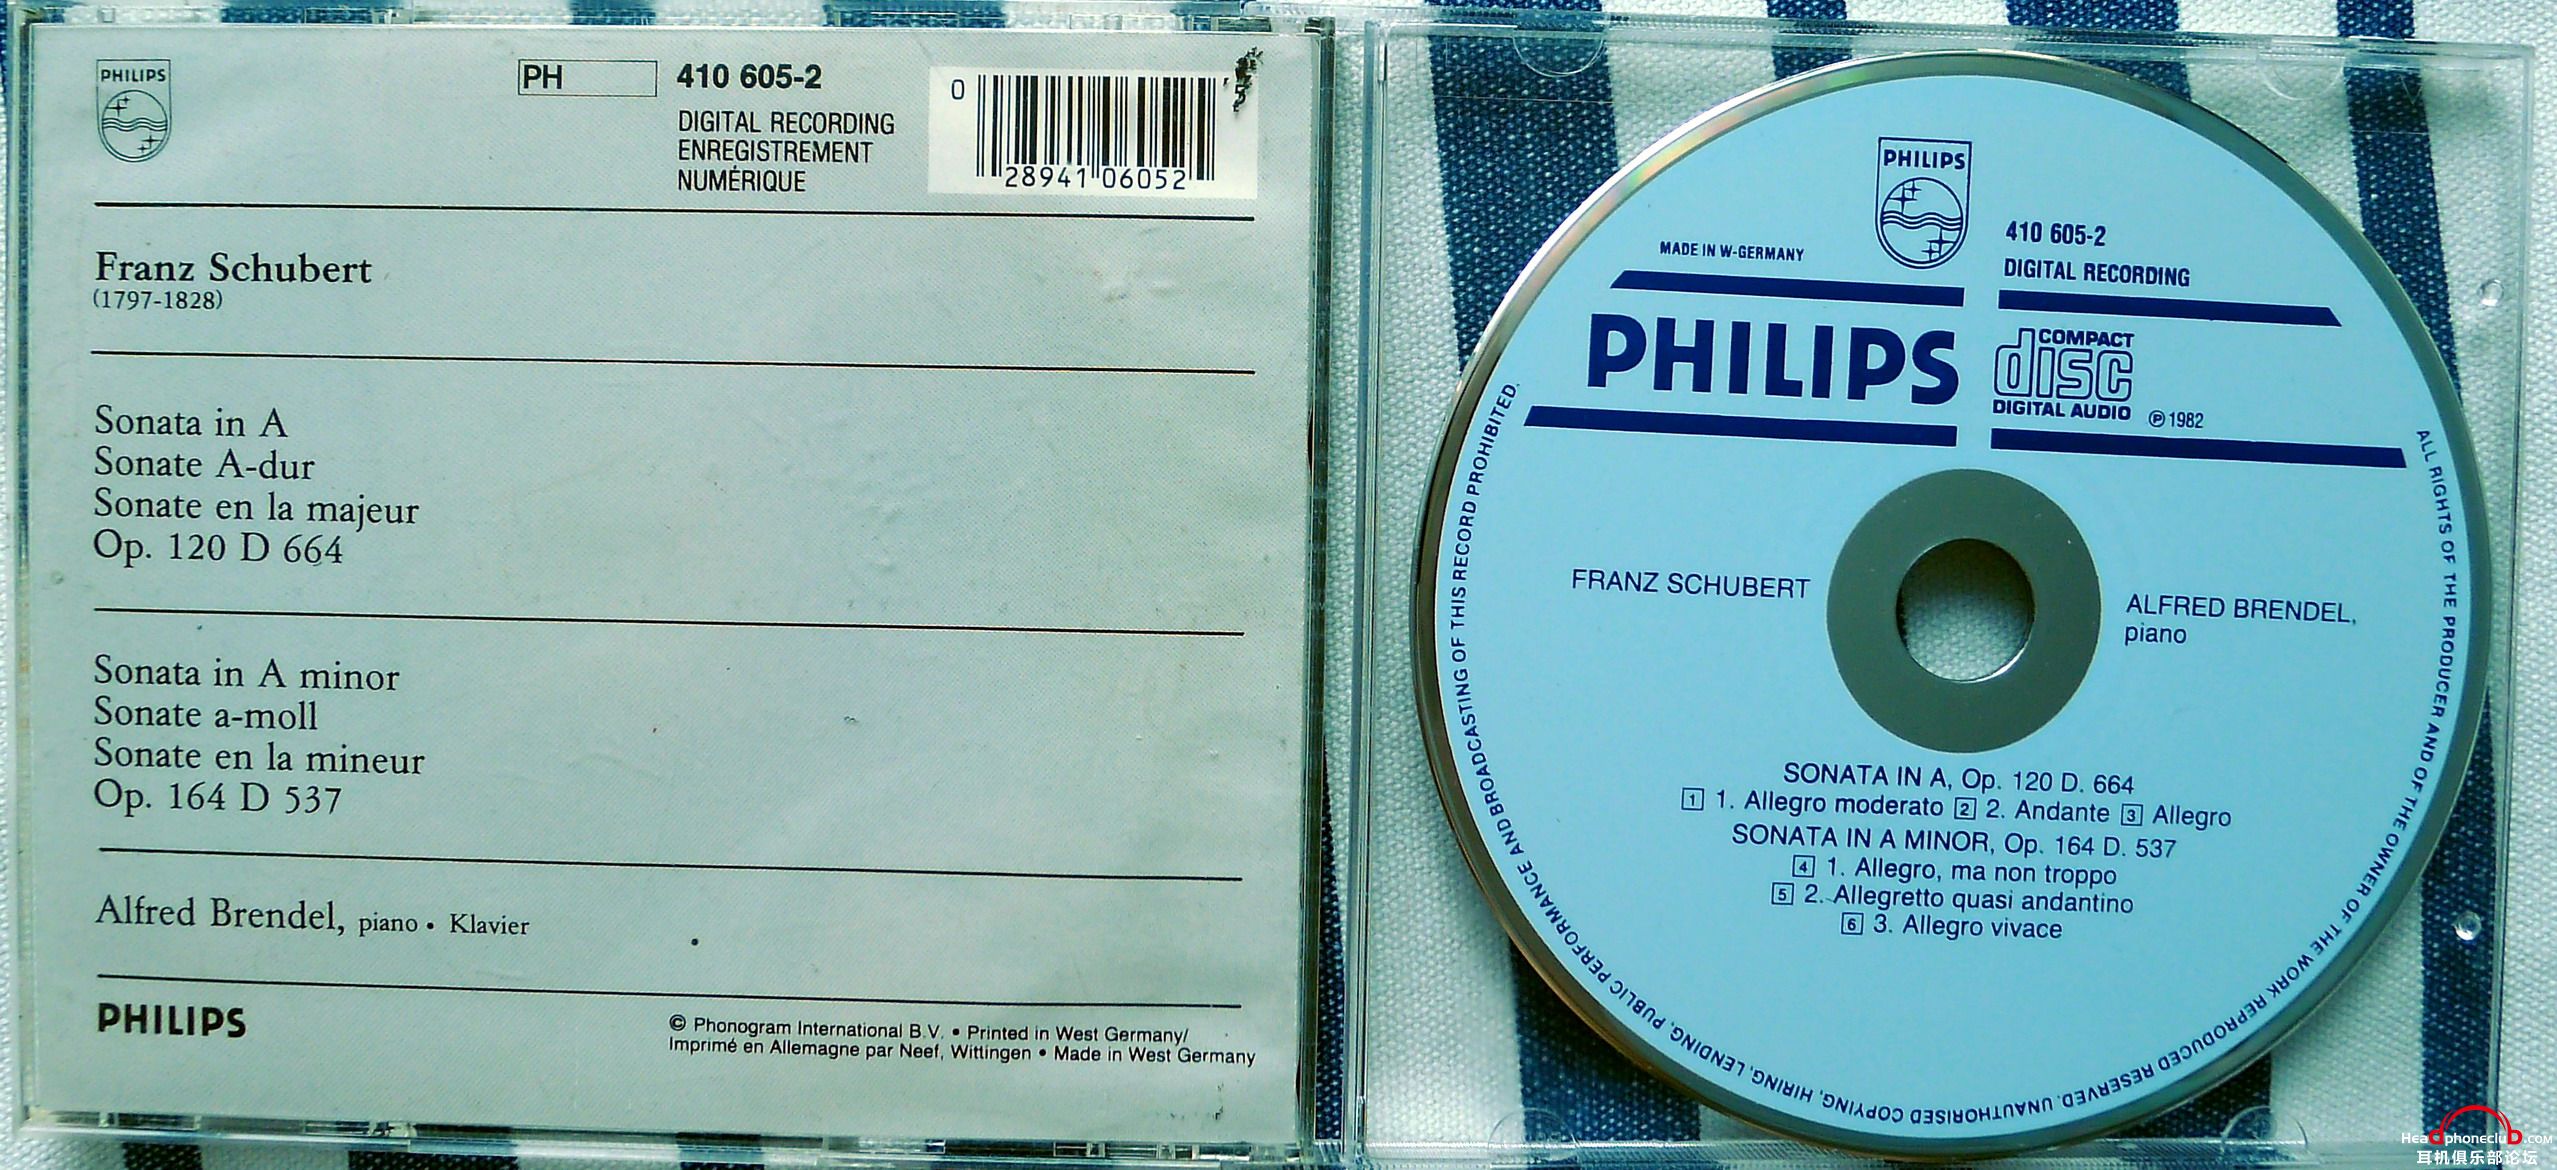 PHILIPS
PH
410 605-2
DIGITAL RECORDING
ENREGISTREMENT
NUMÉRIQUE
0
28941 06052
5
Franz Schubert
(1797-1828)
Sonata in A
Sonate A-dur
Sonate en la majeur
Op. 120 D 664
Sonata in A minor
Sonate a-moll
Sonate en la mineur
Op. 164 D 537
Alfred Brendel, piano • Klavier
PHILIPS
© Phonogram International B.V. • Printed in West Germany/
Imprimé en Allemagne par Neef, Wittingen • Made in West Germany
PHILIPS
MADE IN W-GERMANY
410 605-2
DIGITAL RECORDING
PHILIPS
COMPACT
disc
DIGITAL AUDIO
℗ 1982
FRANZ SCHUBERT
ALFRED BRENDEL,
piano
SONATA IN A, Op. 120 D. 664
1 1. Allegro moderato 2 2. Andante 3 Allegro
SONATA IN A MINOR, Op. 164 D. 537
4 1. Allegro, ma non troppo
5 2. Allegretto quasi andantino
6 3. Allegro vivace
ALL RIGHTS OF THE PRODUCER AND OF THE OWNER OF THE WORK REPRODUCED RESERVED. UNAUTHORISED COPYING, HIRING, LENDING, PUBLIC PERFORMANCE AND BROADCASTING OF THIS RECORD PROHIBITED.
Headphoneclub.com
耳机俱乐部论坛